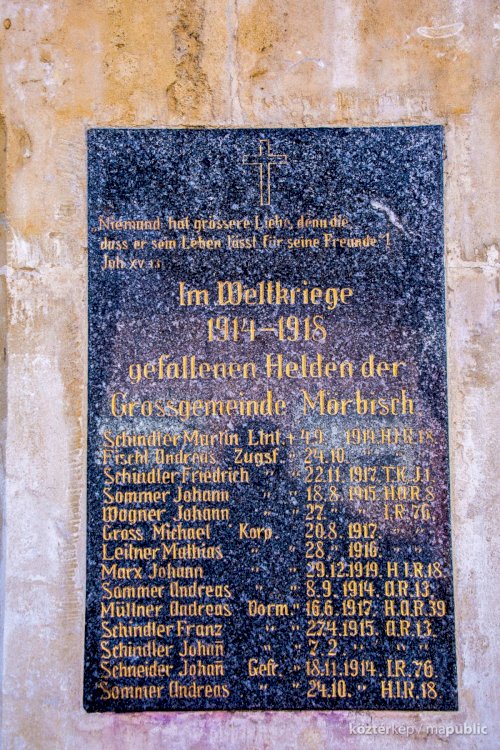 „Niemand hat grössere Liebe, denn die,
dass er sein Leben lässt für seine Freunde"!
Joh. XV. 13.
Im Weltkriege
1914-1918
gefallenen Helden der
Grossgemeinde Mörbisch
Schindler Martin Ltnt. + 4.9. 1914. H.I.R. 18.
Fischl Andreas Zugsf. " 24.10. " "
Schindler Friedrich " " 22.11. 1917. T.K.J.1.
Sommer Johann " " 18.8. 1915. H.A.R. 8
Wagner Johann " " 27. " " I.R. 76.
Gross Michael Korp. " 20.8. 1917. " "
Leitner Mathias " " 28. " 1916. " "
Marx Johann " " 29.12. 1919. H.I.R. 18.
Sommer Andreas " " 8.9. 1914. A.R. 13.
Müllner Andreas Vorm. " 16.6. 1917. H.A.R. 39
Schindler Franz " " 27.4. 1915. A.R. 13.
Schindler Johan " " 7.2. " " "
Schneider Johan Gefr. " 18.11. 1914. I.R. 76
Sommer Andreas " " 24.10. " H.I.R. 18
köztérkép/ mapublic